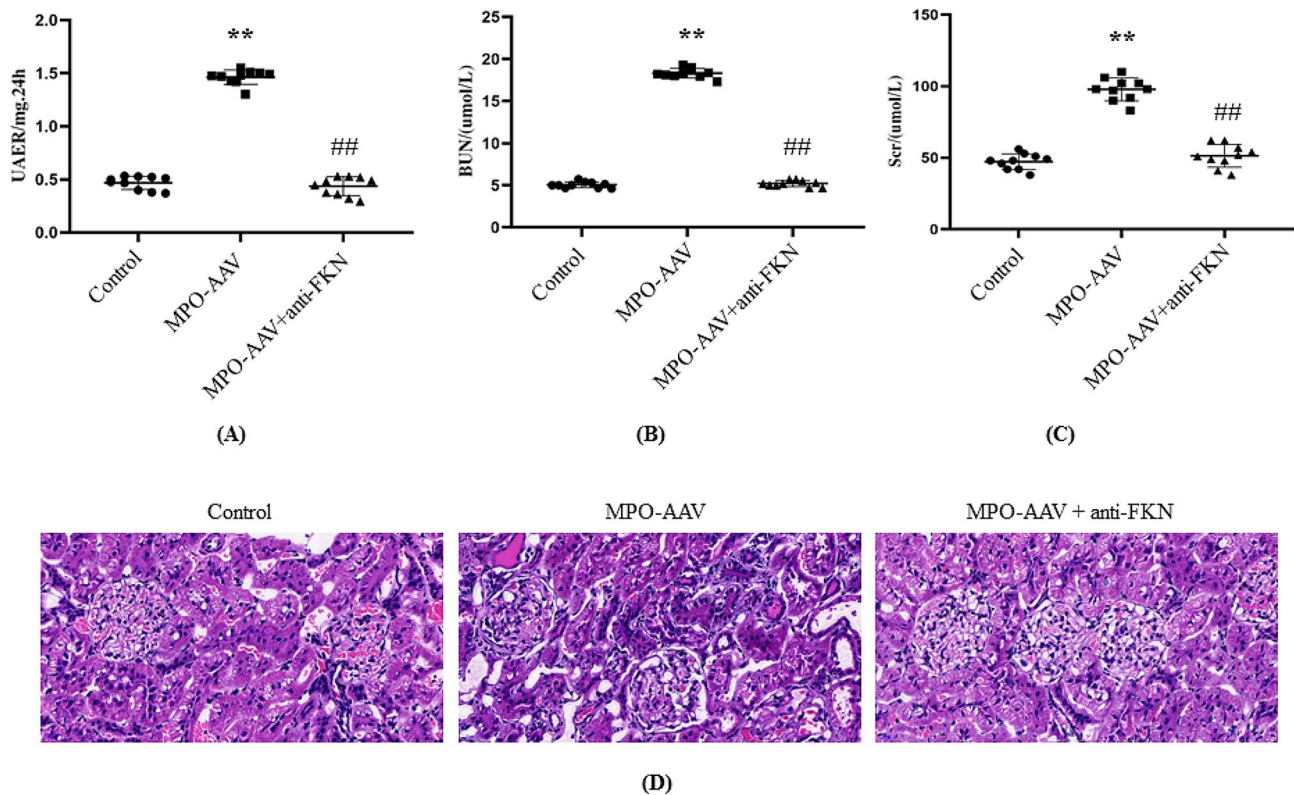 2.0
1.5
1.0
0.5
0.0
UAER/mg.24h
**
##
Control
MPO-AAV
MPO-AAV+anti-FKN
(A)
25
20
15
10
5
0
BUN/(umol/L)
**
##
Control
MPO-AAV
MPO-AAV+anti-FKN
(B)
150
100
50
0
Scr/(umol/L)
**
##
Control
MPO-AAV
MPO-AAV+anti-FKN
(C)
Control
MPO-AAV
MPO-AAV + anti-FKN
(D)